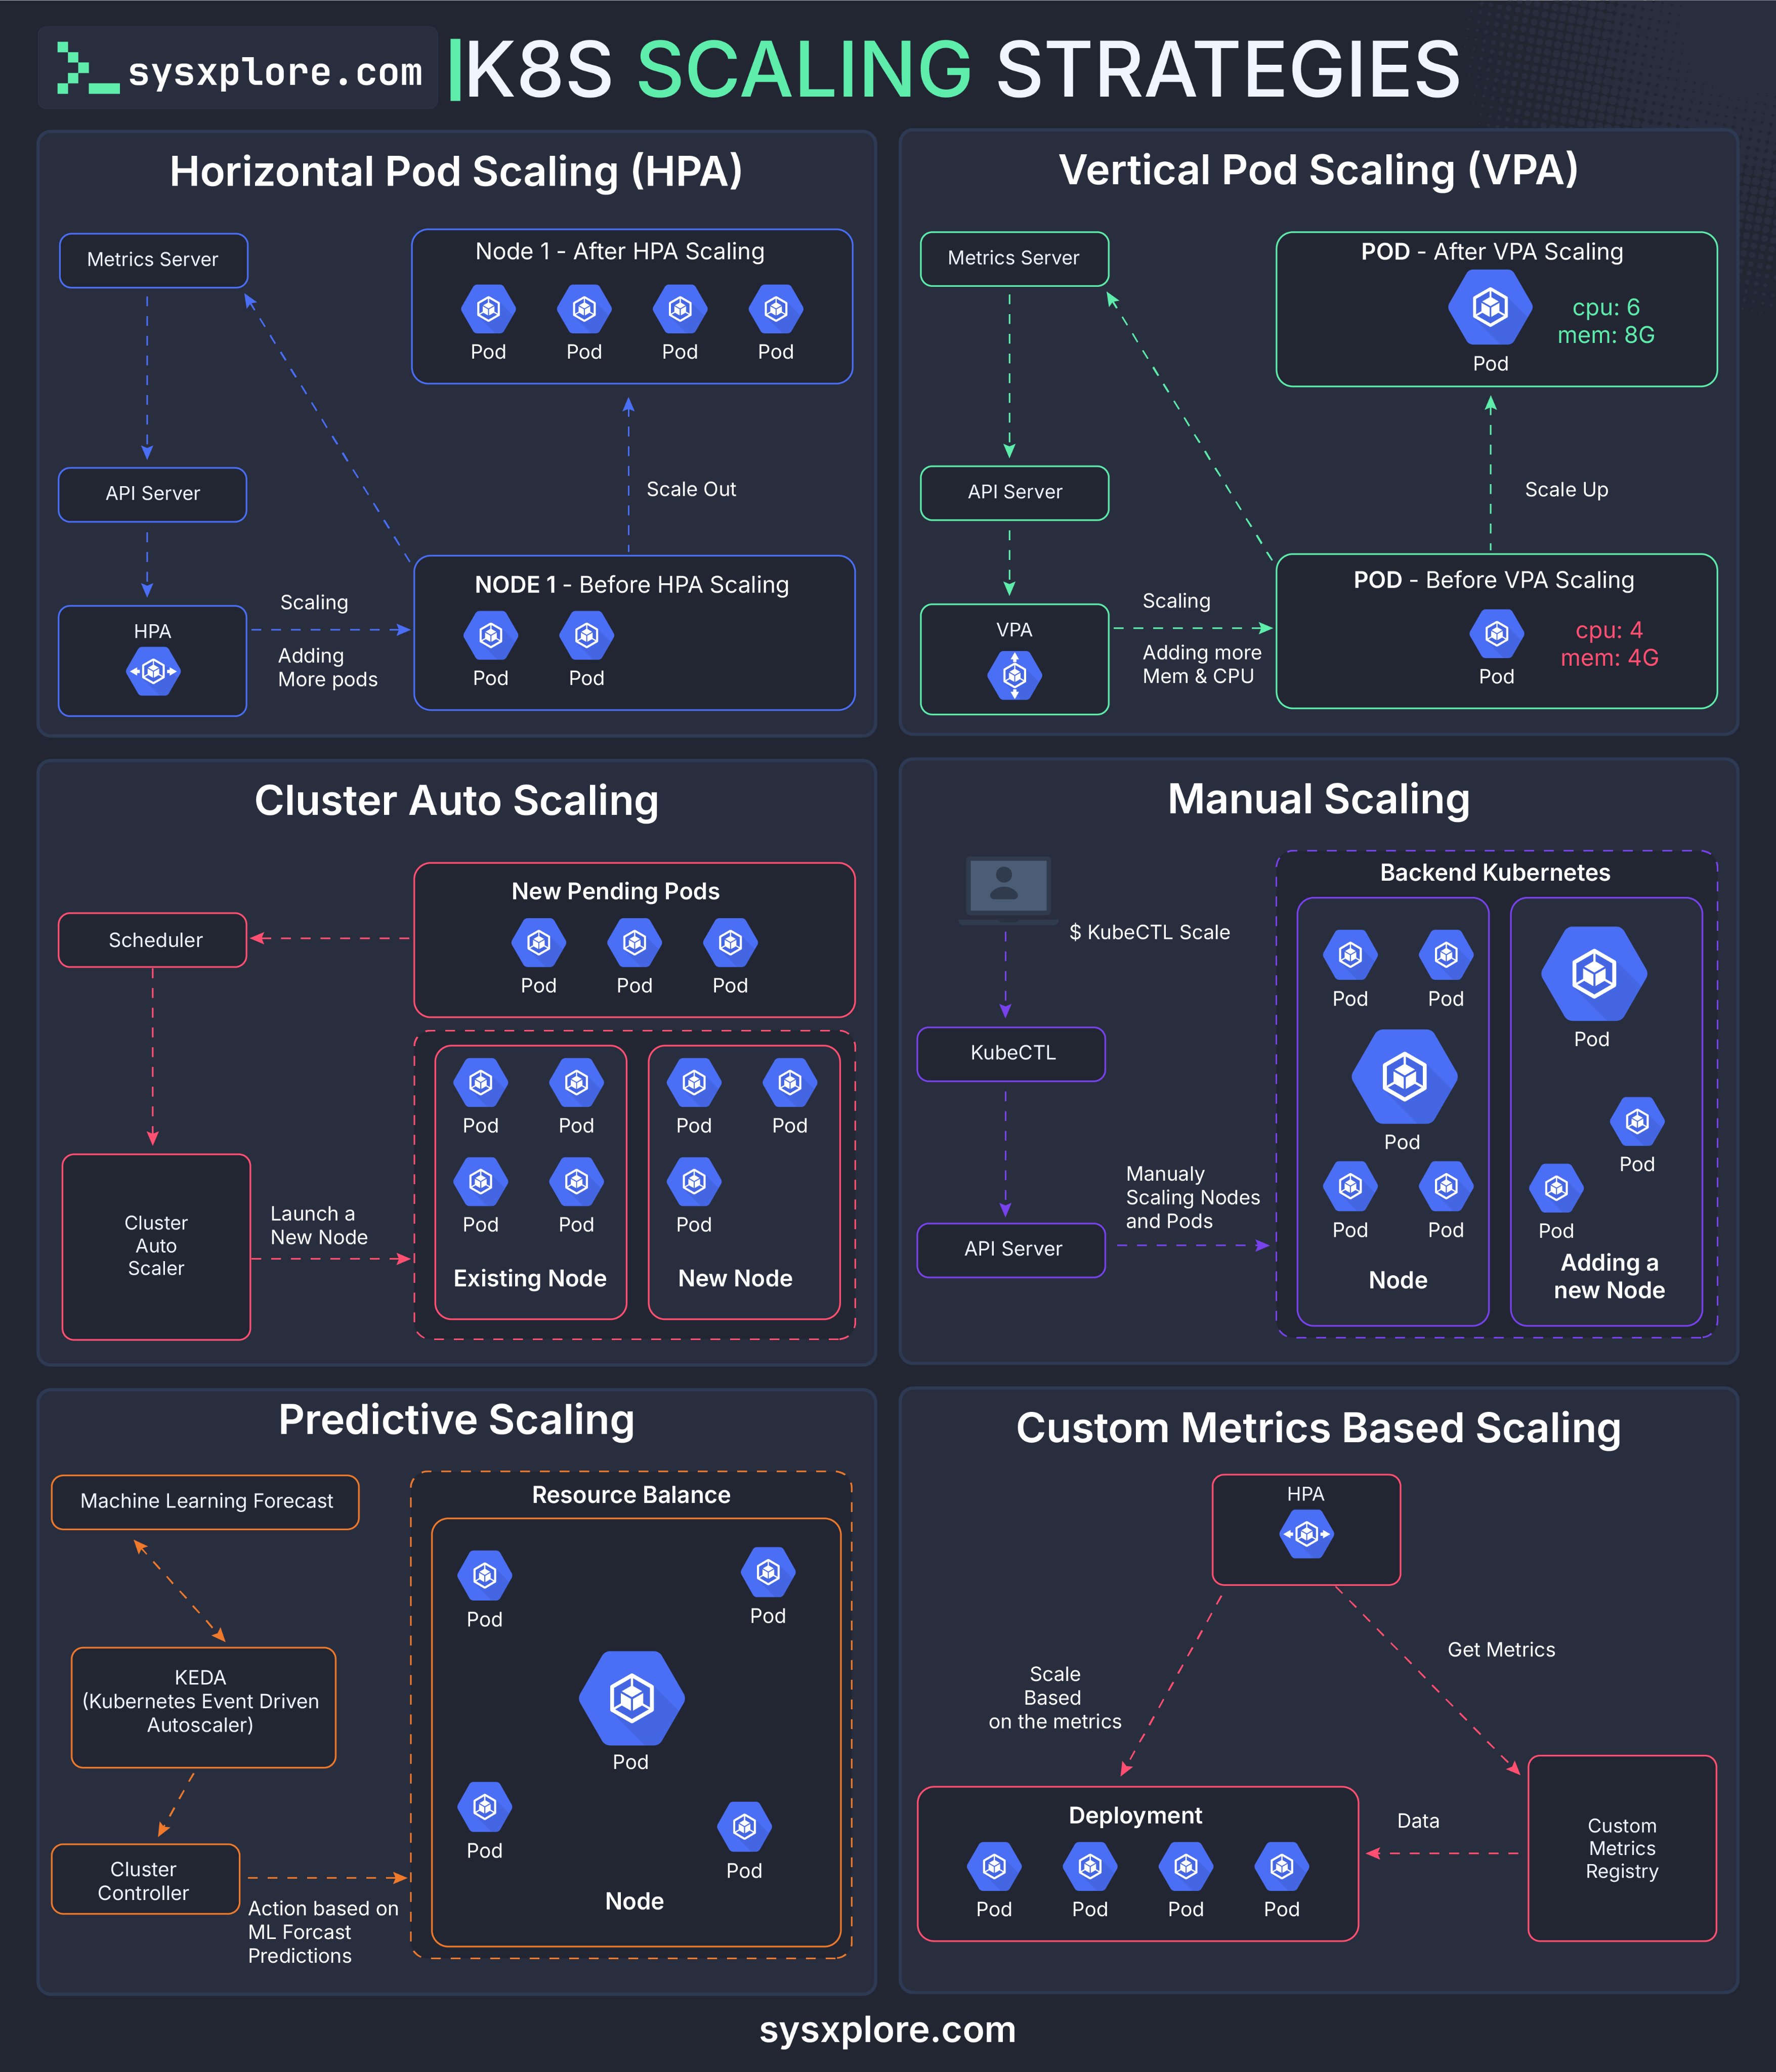 sysxplore.com
K8S SCALING STRATEGIES
Horizontal Pod Scaling (HPA)
Metrics Server
Node 1 - After HPA Scaling
Pod
Pod
Pod
Pod
API Server
Scale Out
HPA
Scaling
Adding
More pods
NODE 1 - Before HPA Scaling
Pod
Pod
Vertical Pod Scaling (VPA)
Metrics Server
POD - After VPA Scaling
cpu: 6
mem: 8G
Pod
API Server
Scale Up
VPA
Scaling
Adding more
Mem & CPU
POD - Before VPA Scaling
cpu: 4
mem: 4G
Pod
Cluster Auto Scaling
New Pending Pods
Scheduler
Pod
Pod
Pod
Cluster
Auto
Scaler
Launch a
New Node
Pod
Pod
Pod
Pod
Existing Node
Pod
Pod
Pod
New Node
Manual Scaling
$ KubeCTL Scale
KubeCTL
API Server
Manualy
Scaling Nodes
and Pods
Backend Kubernetes
Pod
Pod
Pod
Pod
Pod
Node
Pod
Pod
Pod
Adding a
new Node
Predictive Scaling
Machine Learning Forecast
KEDA
(Kubernetes Event Driven
Autoscaler)
Cluster
Controller
Action based on
ML Forcast
Predictions
Resource Balance
Pod
Pod
Pod
Pod
Pod
Node
Custom Metrics Based Scaling
HPA
Get Metrics
Scale
Based
on the metrics
Deployment
Pod
Pod
Pod
Pod
Data
Custom
Metrics
Registry
sysxplore.com